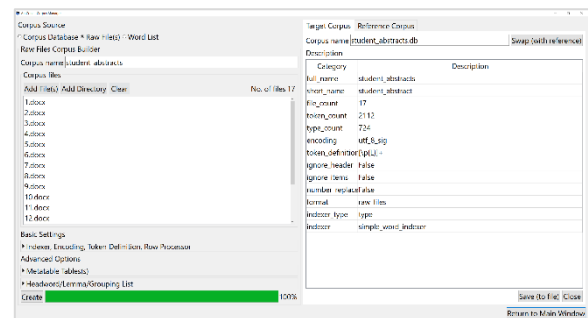 Corpus Source
Corpus Database Raw File(s) Word List
Raw Files Corpus Builder
Corpus name student_abstracts
Corpus files
Add File(s) Add Directory Clear No. of files 17
1.docx
2.docx
3.docx
4.docx
5.docx
6.docx
7.docx
8.docx
9.docx
10.docx
11.docx
12.docx
Basic Settings
Indexer, Encoding, Token Definition, Row Processor
Advanced Options
Metatable Table(s)
Headword/Lemma/Grouping List
Create 100%
Target Corpus Reference Corpus
Corpus name student_abstracts.db Swap (with reference)
Description
Category Description
full_name student_abstracts
short_name student_abstract
file_count 17
token_count 2112
type_count 724
encoding utf_8_sig
token_definition [\p{L}]+
ignore_header False
ignore_items False
number_replace False
format raw_files
indexer_type type
indexer simple_word_indexer
Save (to file) Close
Return to Main Window